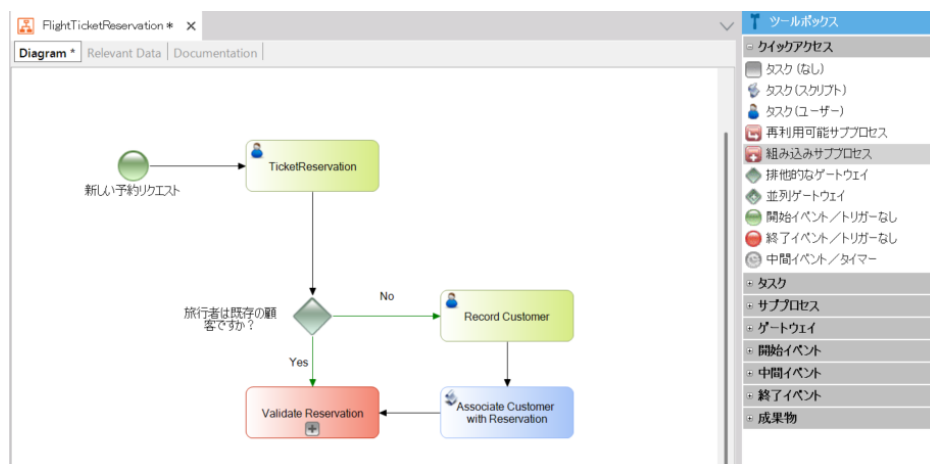 FlightTicketReservation *
Diagram *
Relevant Data
Documentation
TicketReservation
新しい予約リクエスト
旅行者は既存の顧
客ですか？
No
Record Customer
Yes
Validate Reservation
Associate Customer
with Reservation
ツールボックス
クイックアクセス
タスク (なし)
タスク(スクリプト)
タスク(ユーザー)
再利用可能サブプロセス
組み込みサブプロセス
排他的なゲートウェイ
並列ゲートウェイ
開始イベント／トリガーなし
終了イベント／トリガーなし
中間イベント／タイマー
タスク
サブプロセス
ゲートウェイ
開始イベント
中間イベント
終了イベント
成果物